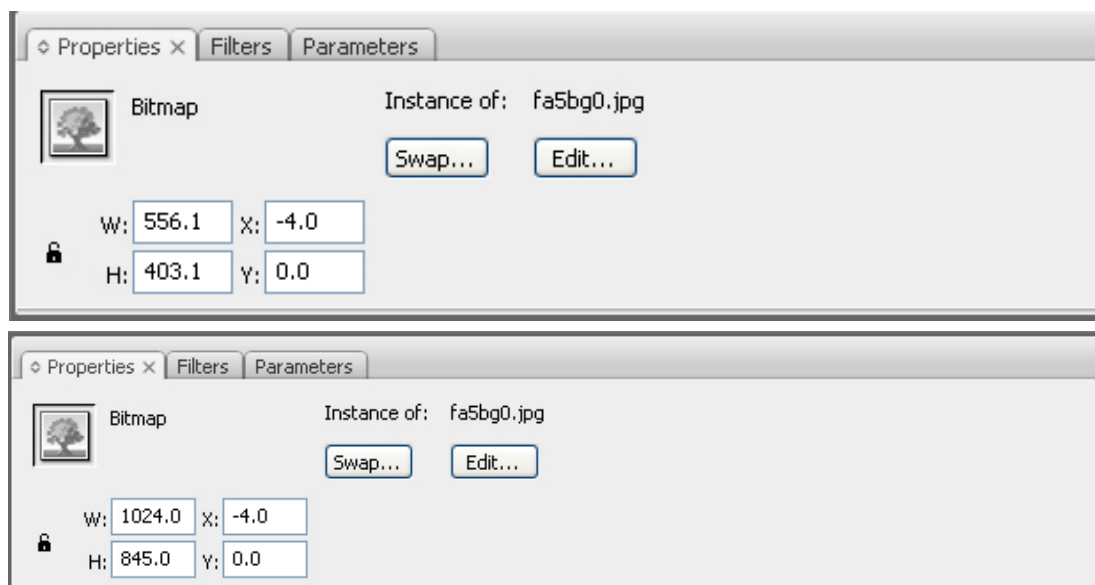 Properties × Filters Parameters
Bitmap Instance of: fa5bg0.jpg
Swap... Edit...
W: 556.1 X: -4.0
H: 403.1 Y: 0.0
Properties × Filters Parameters
Bitmap Instance of: fa5bg0.jpg
Swap... Edit...
W: 1024.0 X: -4.0
H: 845.0 Y: 0.0